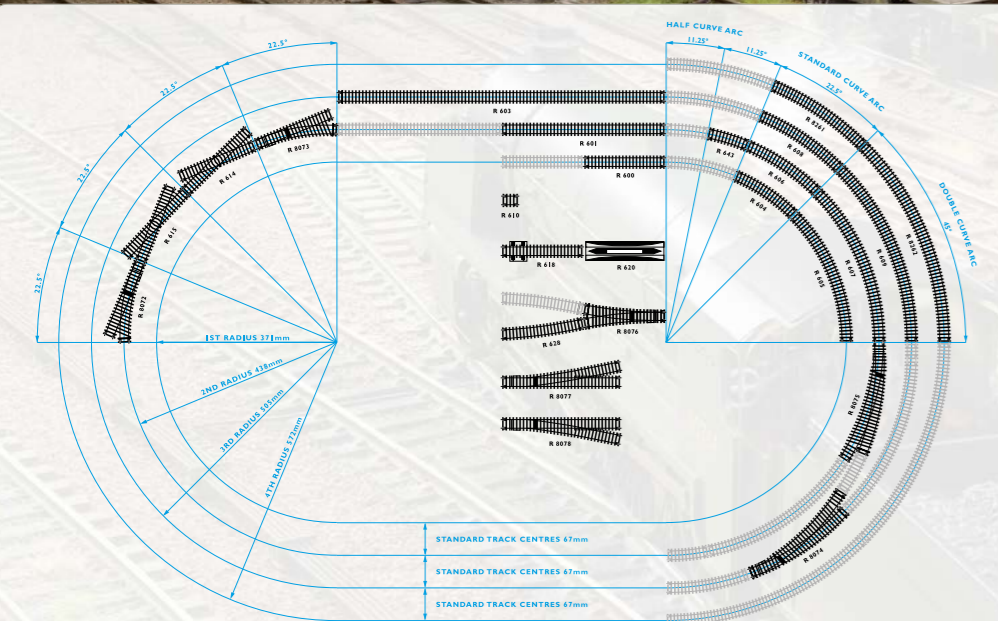 HALF CURVE ARC
11.25°
11.25°
STANDARD CURVE ARC
22.5°
DOUBLE CURVE ARC
45°
22.5°
22.5°
22.5°
22.5°
R 603
R 601
R 600
R 610
R 618
R 620
R 628
R 8076
R 8077
R 8078
R 8073
R 614
R 615
R 8072
R 8261
R 608
R 643
R 606
R 604
R 8262
R 609
R 607
R 605
R 8075
R 8074
1ST RADIUS 371mm
2ND RADIUS 438mm
3RD RADIUS 505mm
4TH RADIUS 572mm
STANDARD TRACK CENTRES 67mm
STANDARD TRACK CENTRES 67mm
STANDARD TRACK CENTRES 67mm